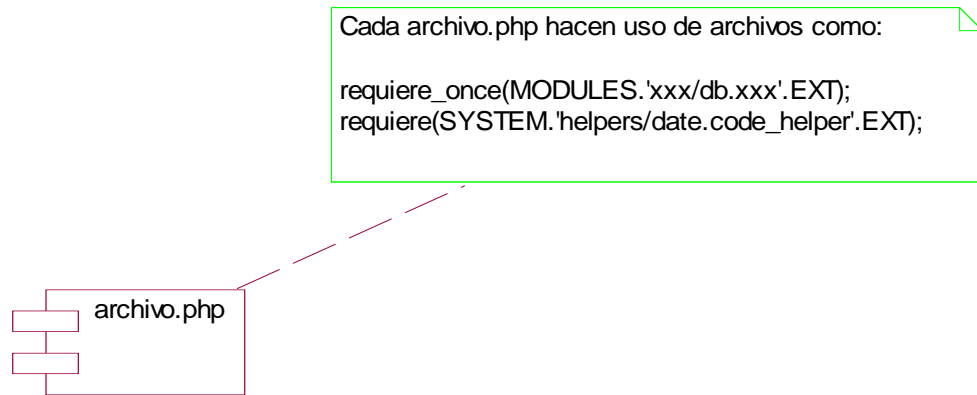 Cada archivo.php hacen uso de archivos como:
requiere_once(MODULES.'xxx/db.xxx'.EXT);
requiere(SYSTEM.'helpers/date.code_helper'.EXT);
archivo.php